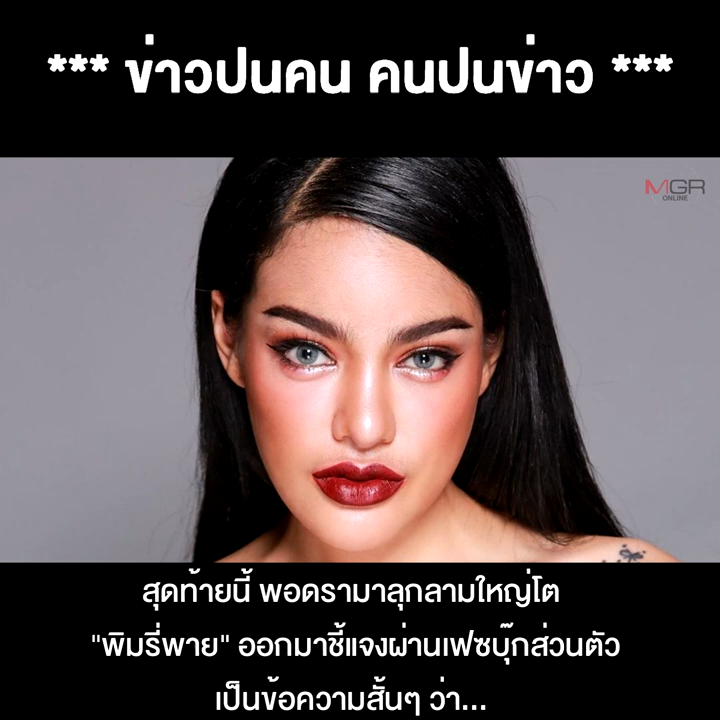 *** ข่าวปนคน คนปนข่าว ***
MGR
ONLINE
สุดท้ายนี้ พอดรามาลุกลามใหญ่โต
"พิมรี่พาย" ออกมาชี้แจงผ่านเฟซบุ๊กส่วนตัว
เป็นข้อความสั้นๆ ว่า...